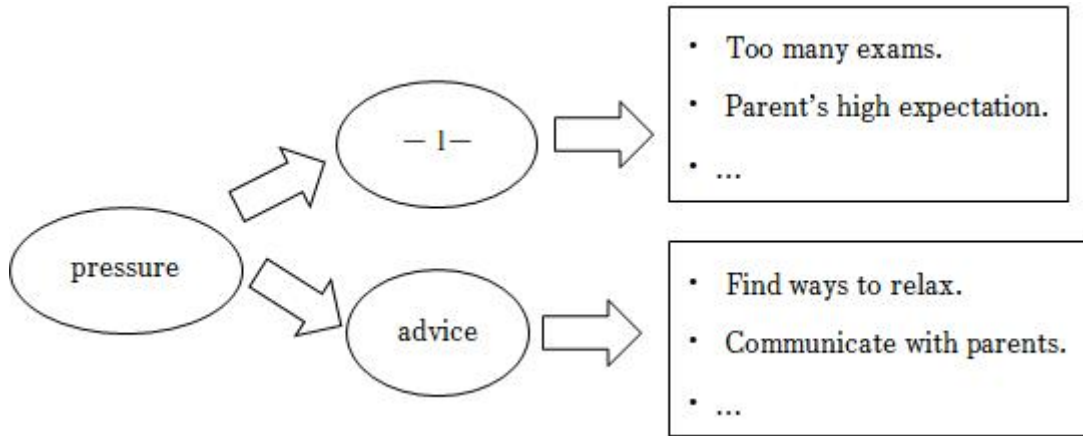 • Too many exams.
• Parent's high expectation.
• ...
— 1 —
pressure
advice
• Find ways to relax.
• Communicate with parents.
• ...